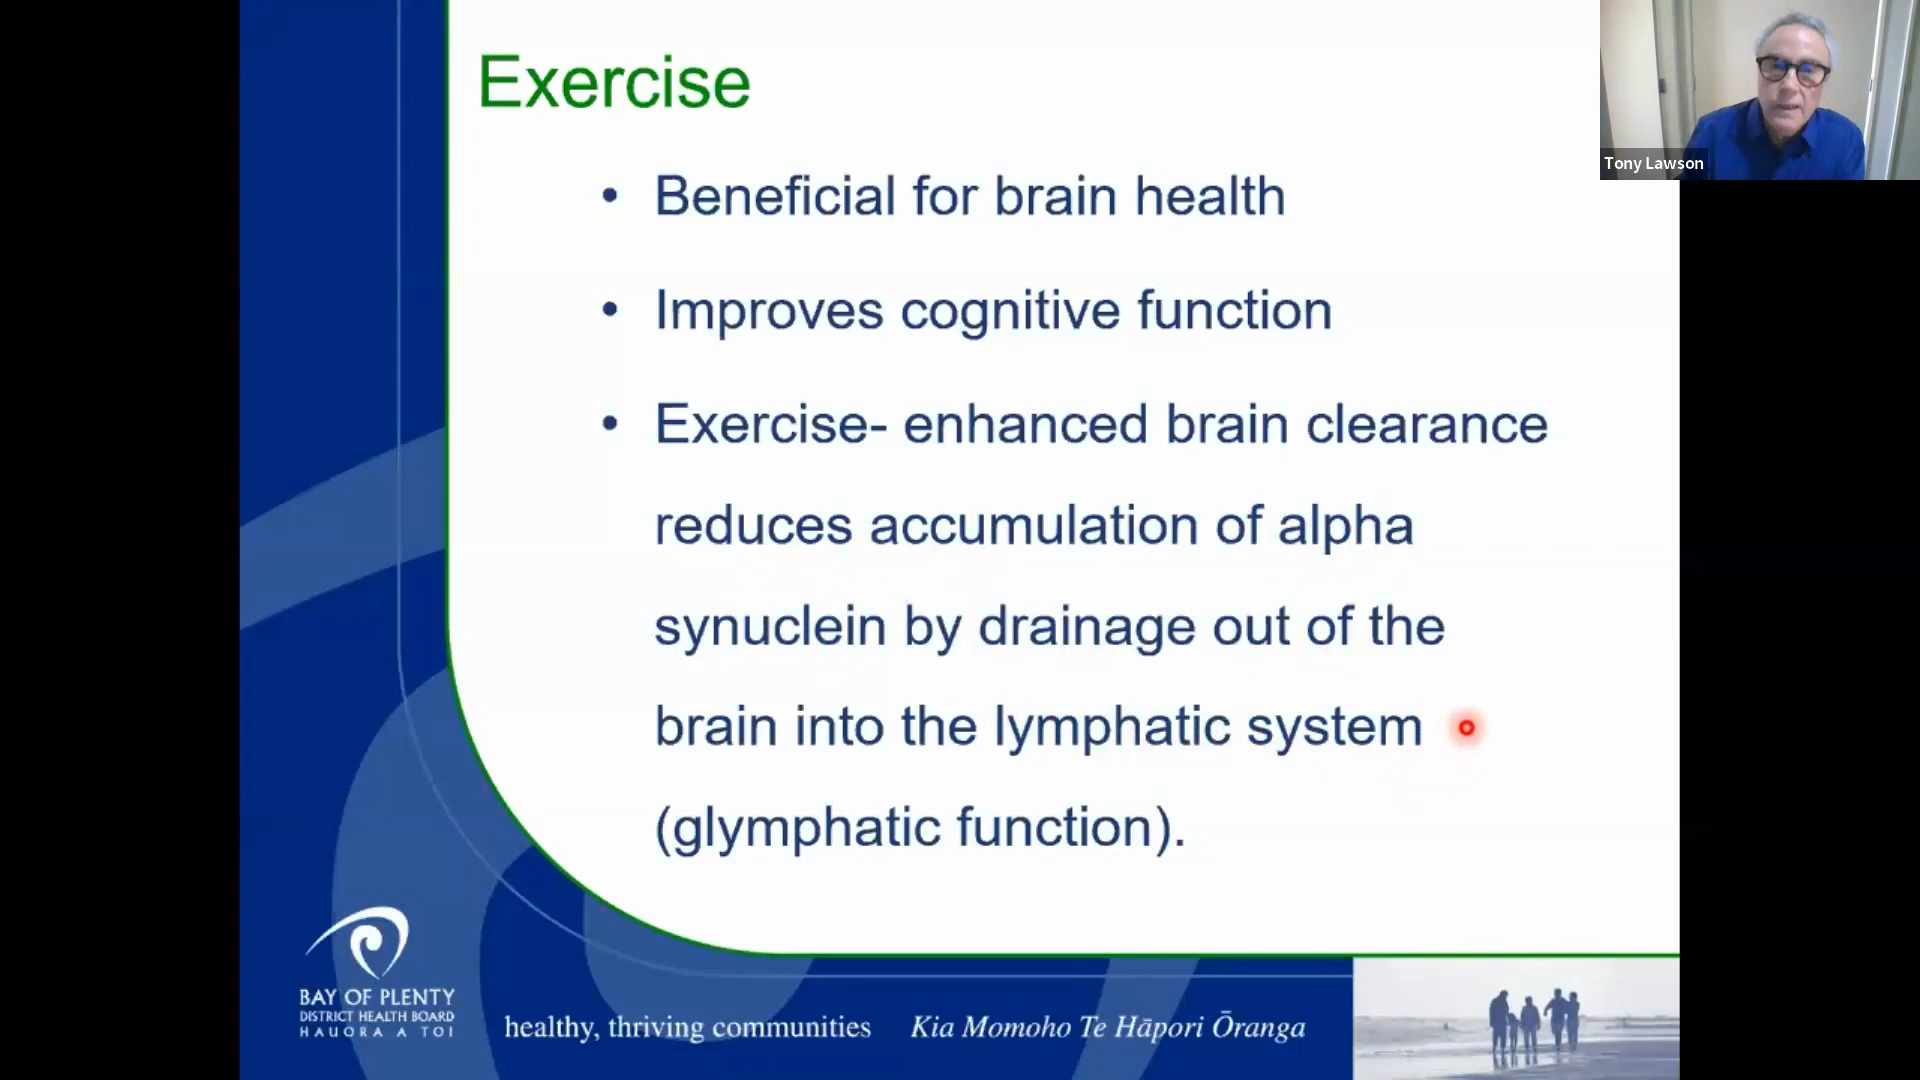 Exercise
• Beneficial for brain health
• Improves cognitive function
• Exercise- enhanced brain clearance
reduces accumulation of alpha
synuclein by drainage out of the
brain into the lymphatic system
(glymphatic function).
Tony Lawson
BAY OF PLENTY
DISTRICT HEALTH BOARD
HAUORA A TOI
healthy, thriving communities Kia Momoho Te Hāpori Ōranga